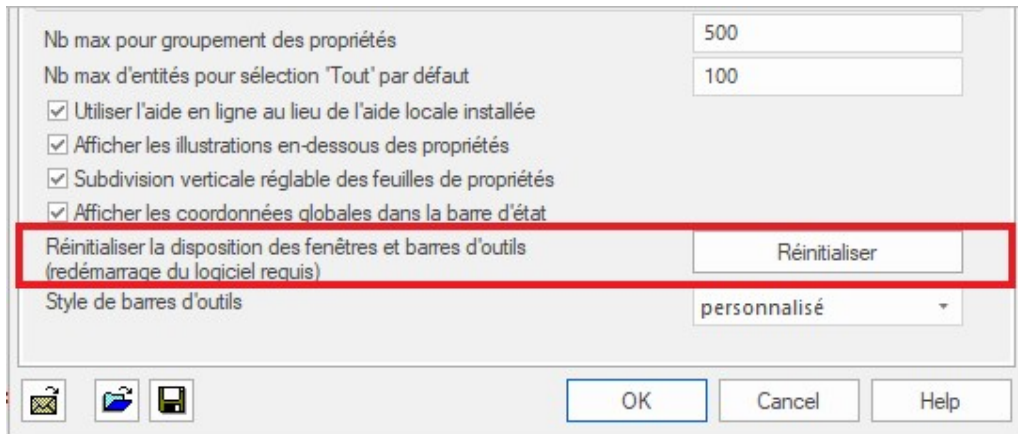 Nb max pour groupement des propriétés 500
Nb max d'entités pour sélection 'Tout' par défaut 100
Utiliser l'aide en ligne au lieu de l'aide locale installée
Afficher les illustrations en-dessous des propriétés
Subdivision verticale réglable des feuilles de propriétés
Afficher les coordonnées globales dans la barre d'état
Réinitialiser la disposition des fenêtres et barres d'outils Réinitialiser
(redémarrage du logiciel requis)
Style de barres d'outils personnalisé
OK Cancel Help